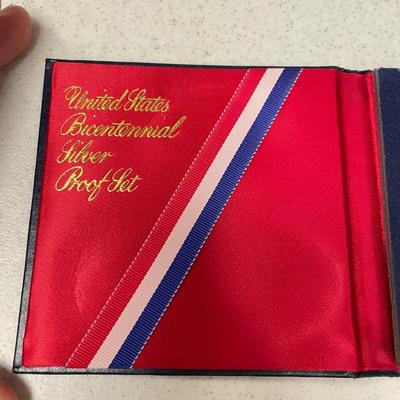 United States
Bicentennial
Silver
Proof Set